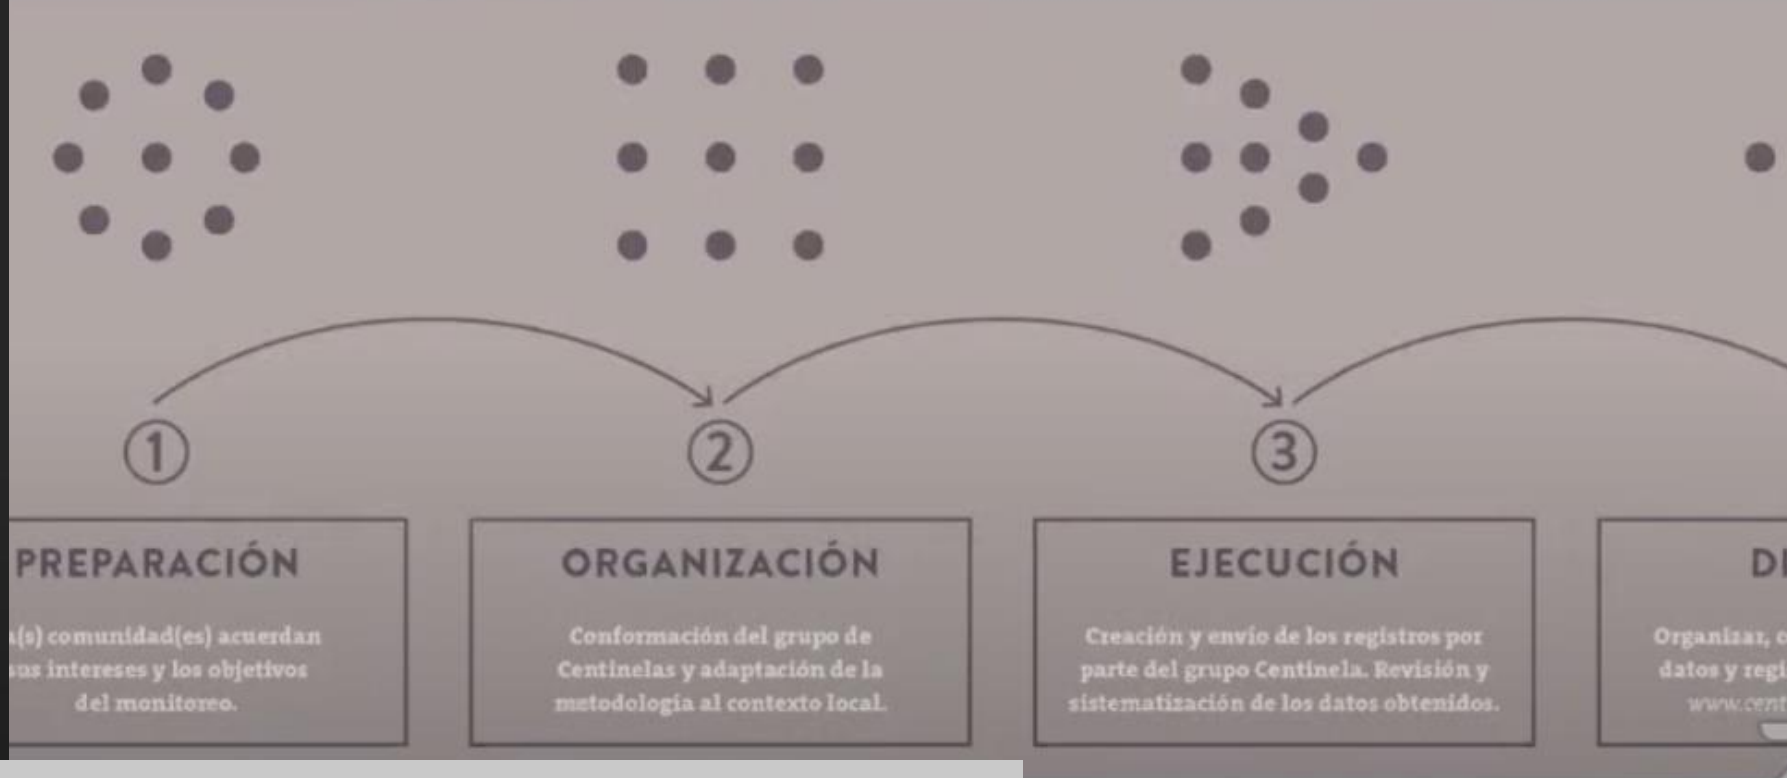 1
2
3
PREPARACIÓN
(s) comunidad(es) acuerdan
sus intereses y los objetivos
del monitoreo.
ORGANIZACIÓN
Conformación del grupo de
Centinelas y adaptación de la
metodología al contexto local.
EJECUCIÓN
Creación y envío de los registros por
parte del grupo Centinela. Revisión y
sistematización de los datos obtenidos.
Organizar,
datos y